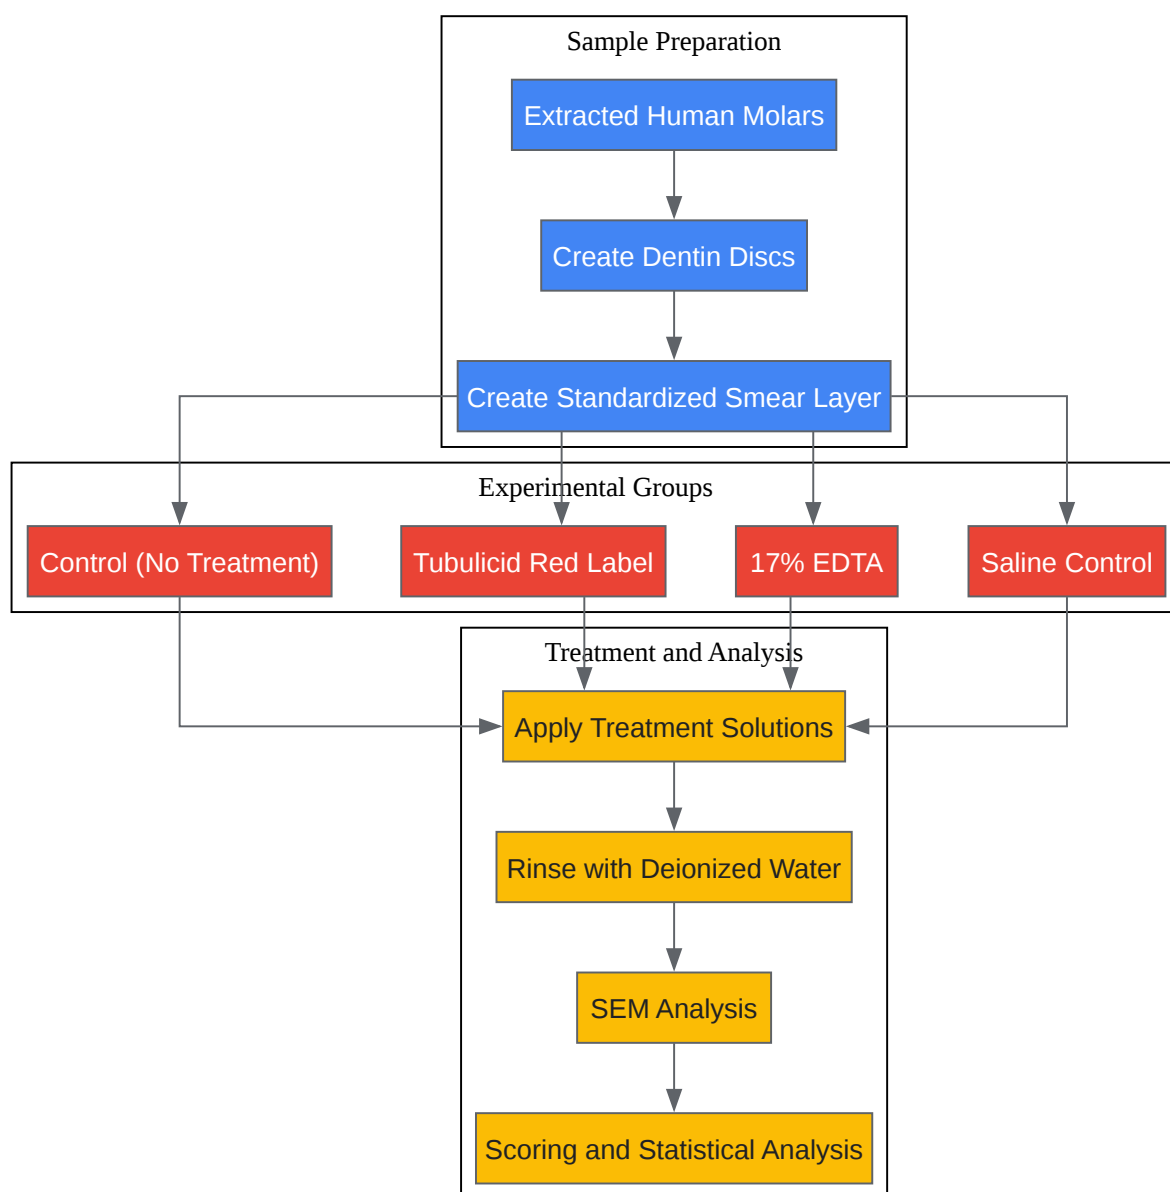 Sample Preparation
Extracted Human Molars
Create Dentin Discs
Create Standardized Smear Layer
Experimental Groups
Control (No Treatment)
Tubulicid Red Label
17% EDTA
Saline Control
Treatment and Analysis
Apply Treatment Solutions
Rinse with Deionized Water
SEM Analysis
Scoring and Statistical Analysis